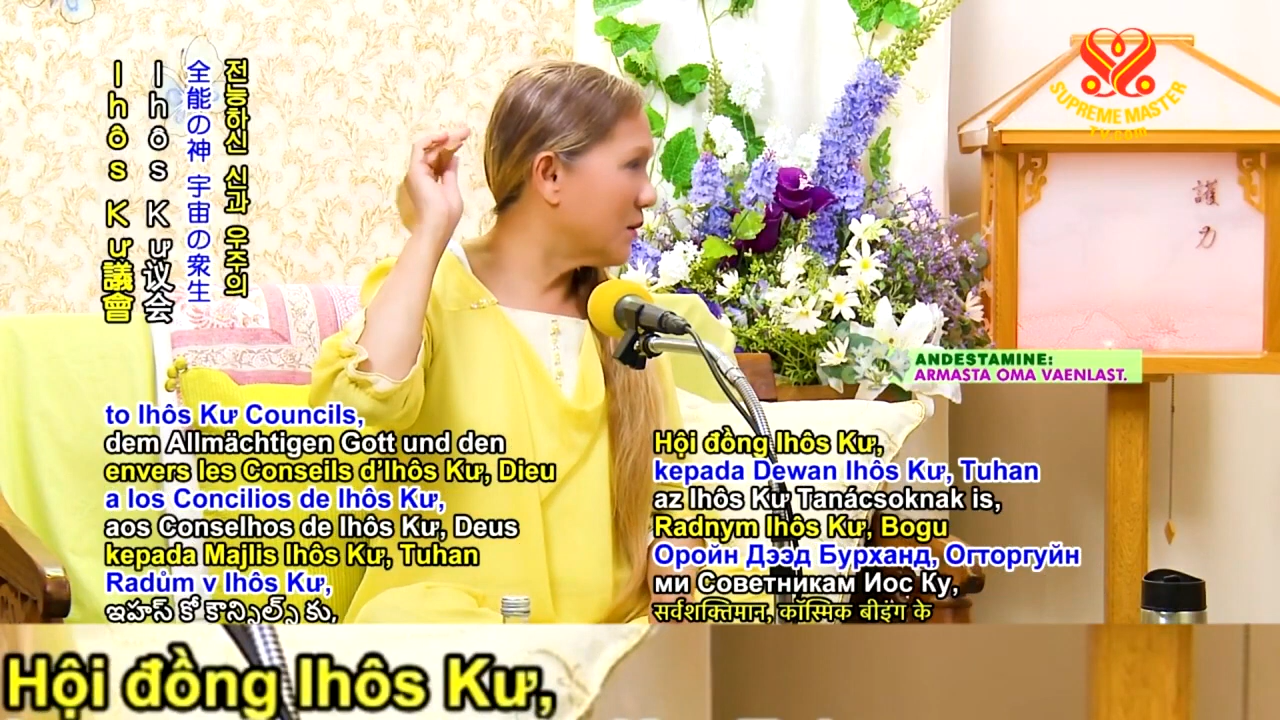 전능하신 신과 우주의
全能の神 宇宙の衆生
Ihôs Kư议会
Ihôs Kư議會
SUPREME MASTER
TV.COM
護
力
ANDESTAMINE:
ARMASTA OMA VAENLAST.
to Ihôs Kư Councils,
dem Allmächtigen Gott und den
envers les Conseils d'Ihôs Kư, Dieu
a los Concilios de Ihôs Kư,
aos Conselhos de Ihôs Kư, Deus
kepada Majlis Ihôs Kư, Tuhan
Radům v Ihôs Kư,
ఇహస్ కో కౌన్సిల్స్ కు,
Hội đồng Ihôs Kư,
kepada Dewan Ihôs Kư, Tuhan
az Ihôs Kư Tanácsoknak is,
Radnym Ihôs Kư, Bogu
Оройн Дээд Бурханд, Огторгуйн
ми Советникам Иос Ку,
सर्वशक्तिमान, कॉस्मिक बीइंग के
Hội đồng Ihôs Kư,